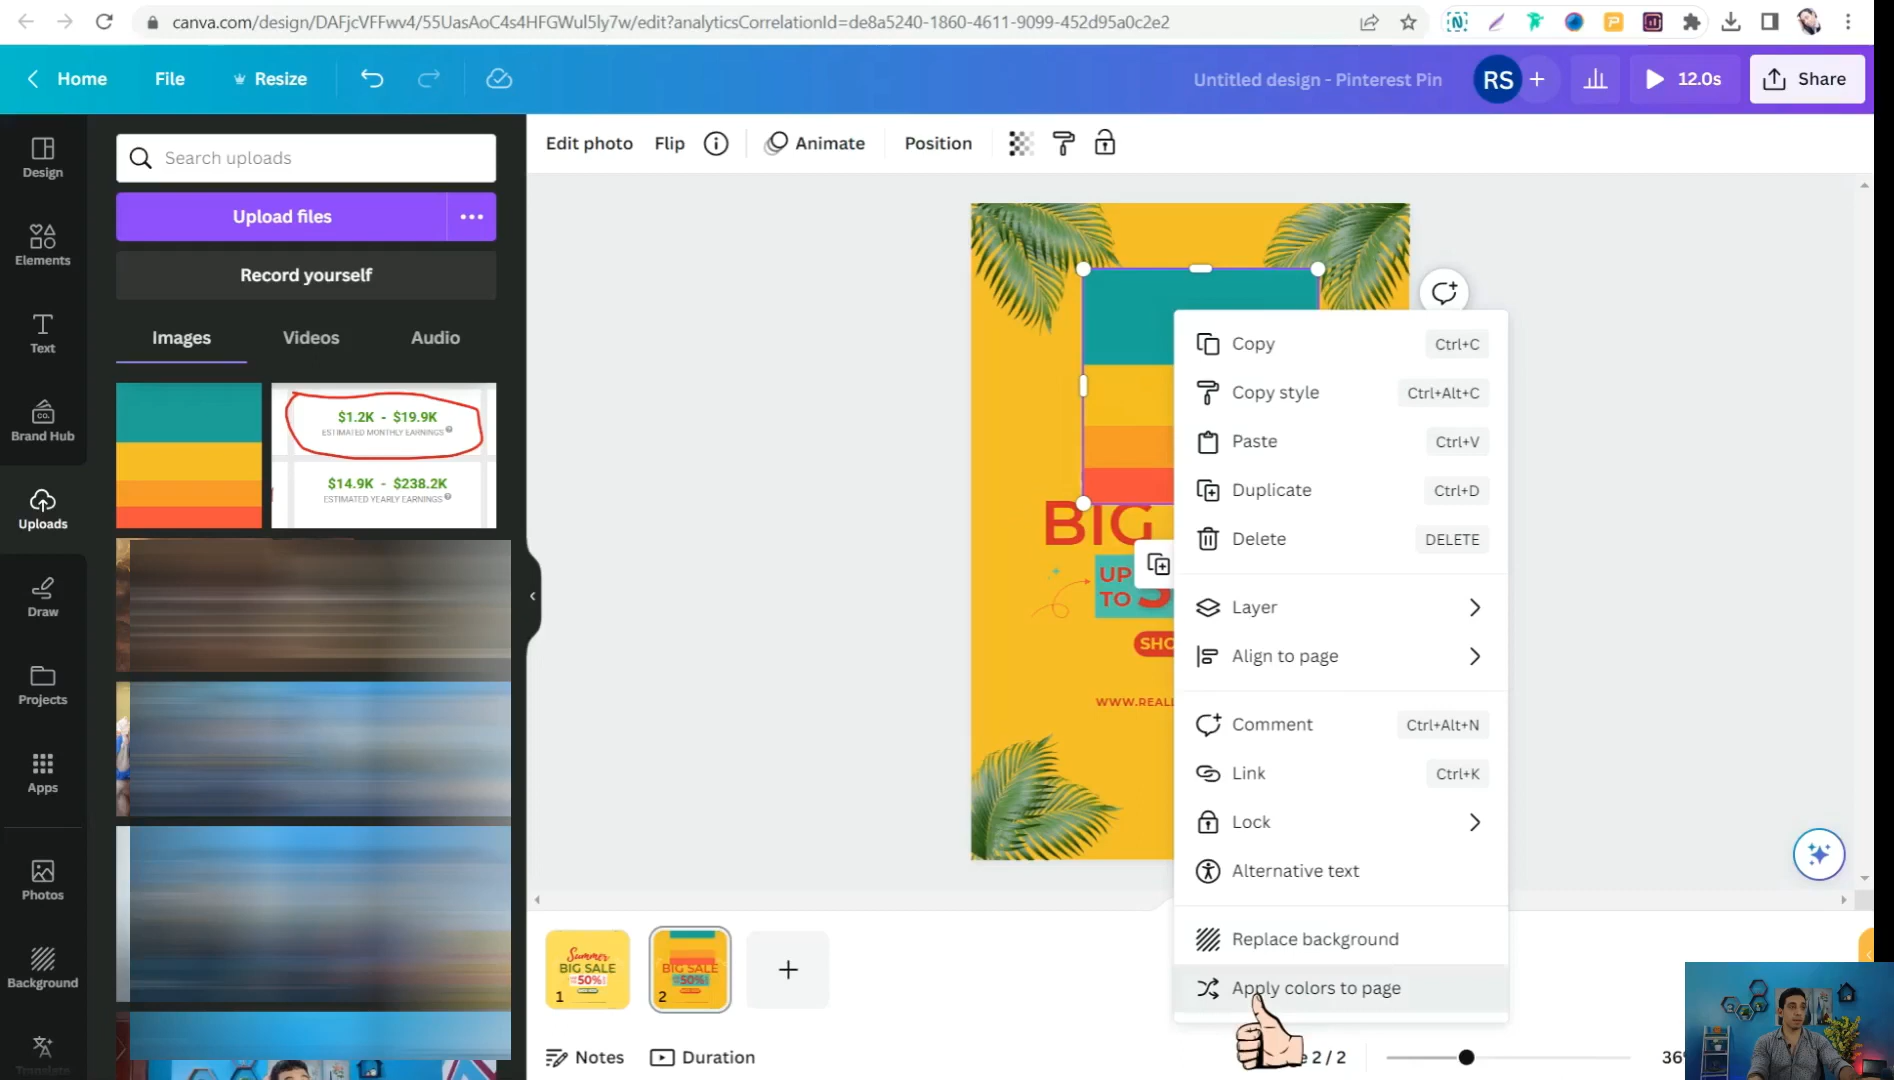 canva.com/design/DAFjcVFFwv4/55UasAoC4s4HFGWul5ly7w/edit?analyticsCorrelationId=de8a5240-1860-4611-9099-452d95a0c2e2
Home File Resize Untitled design - Pinterest Pin RS + 12.0s Share
Design
Elements
Text
Brand Hub
CO.
Uploads
Draw
Projects
Apps
Photos
Background
Translate
Search uploads
Upload files
Record yourself
Images Videos Audio
$1.2K - $19.9K
ESTIMATED MONTHLY EARNINGS
$14.9K - $238.2K
ESTIMATED YEARLY EARNINGS
Edit photo Flip Animate Position
BIG
UP
TO
SHO
WWW.REALL
Copy Ctrl+C
Copy style Ctrl+Alt+C
Paste Ctrl+V
Duplicate Ctrl+D
Delete DELETE
Layer
Align to page
Comment Ctrl+Alt+N
Link Ctrl+K
Lock
Alternative text
Replace background
Apply colors to page
Summer
BIG SALE
50%
1
BIG SALE
50%
2
Notes Duration 2 / 2 36